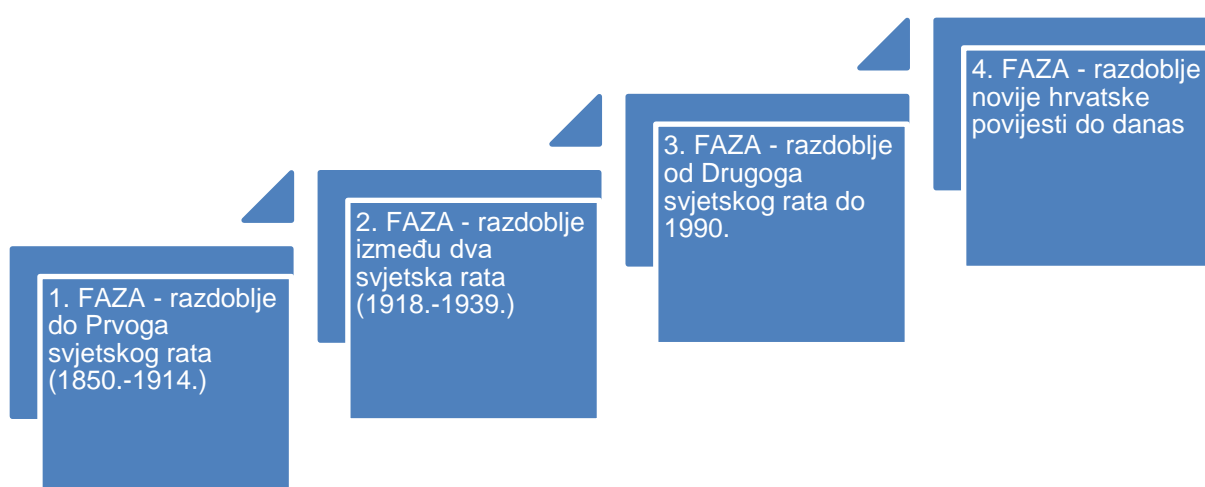 1. FAZA - razdoblje
do Prvoga
svjetskog rata
(1850.-1914.)
2. FAZA - razdoblje
između dva
svjetska rata
(1918.-1939.)
3. FAZA - razdoblje
od Drugoga
svjetskog rata do
1990.
4. FAZA - razdoblje
novije hrvatske
povijesti do danas